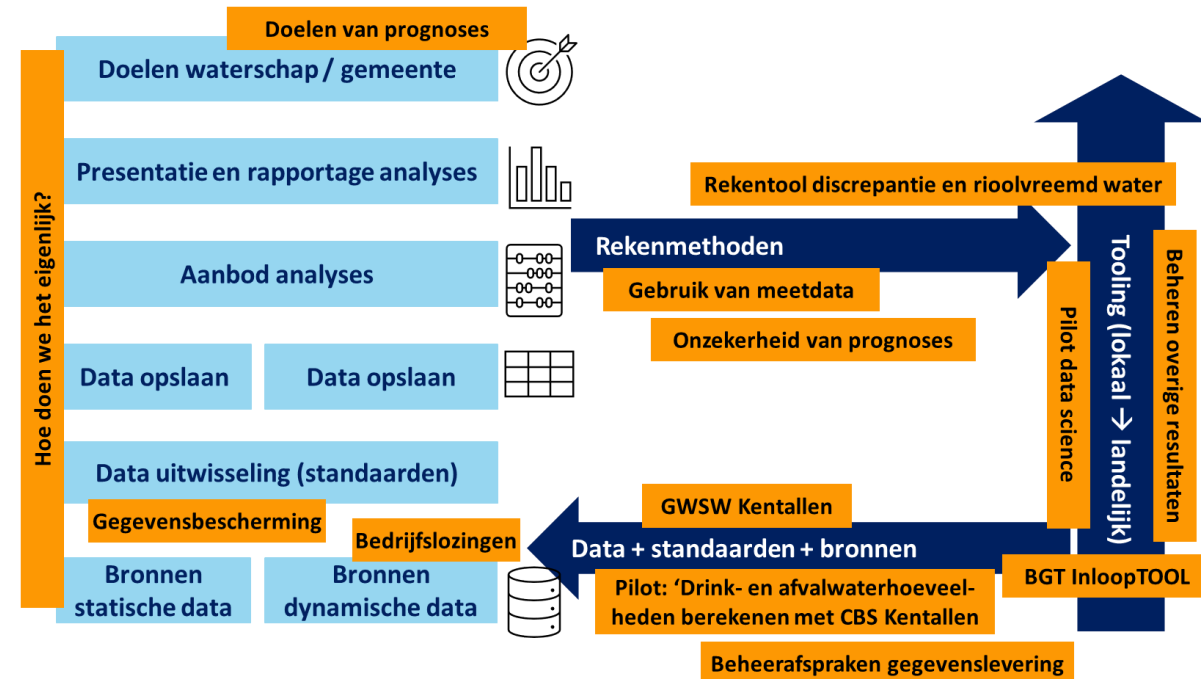 Doelen van prognoses
Doelen waterschap / gemeente
Hoe doen we het eigenlijk?
Presentatie en rapportage analyses
Aanbod analyses
Data opslaan
Data opslaan
Data uitwisseling (standaarden)
Gegevensbescherming
Bedrijfslozingen
Bronnen
statische data
Bronnen
dynamische data
Rekentool discrepantie en rioolvreemd water
Rekenmethoden
Gebruik van meetdata
Onzekerheid van prognoses
Pilot data science
Tooling (lokaal → landelijk)
Beheren overige resultaten
GWSW Kentallen
Data + standaarden + bronnen
BGT InloopTOOL
Pilot: ‘Drink- en afvalwaterhoeveel-
heden berekenen met CBS Kentallen
Beheerafspraken gegevenslevering